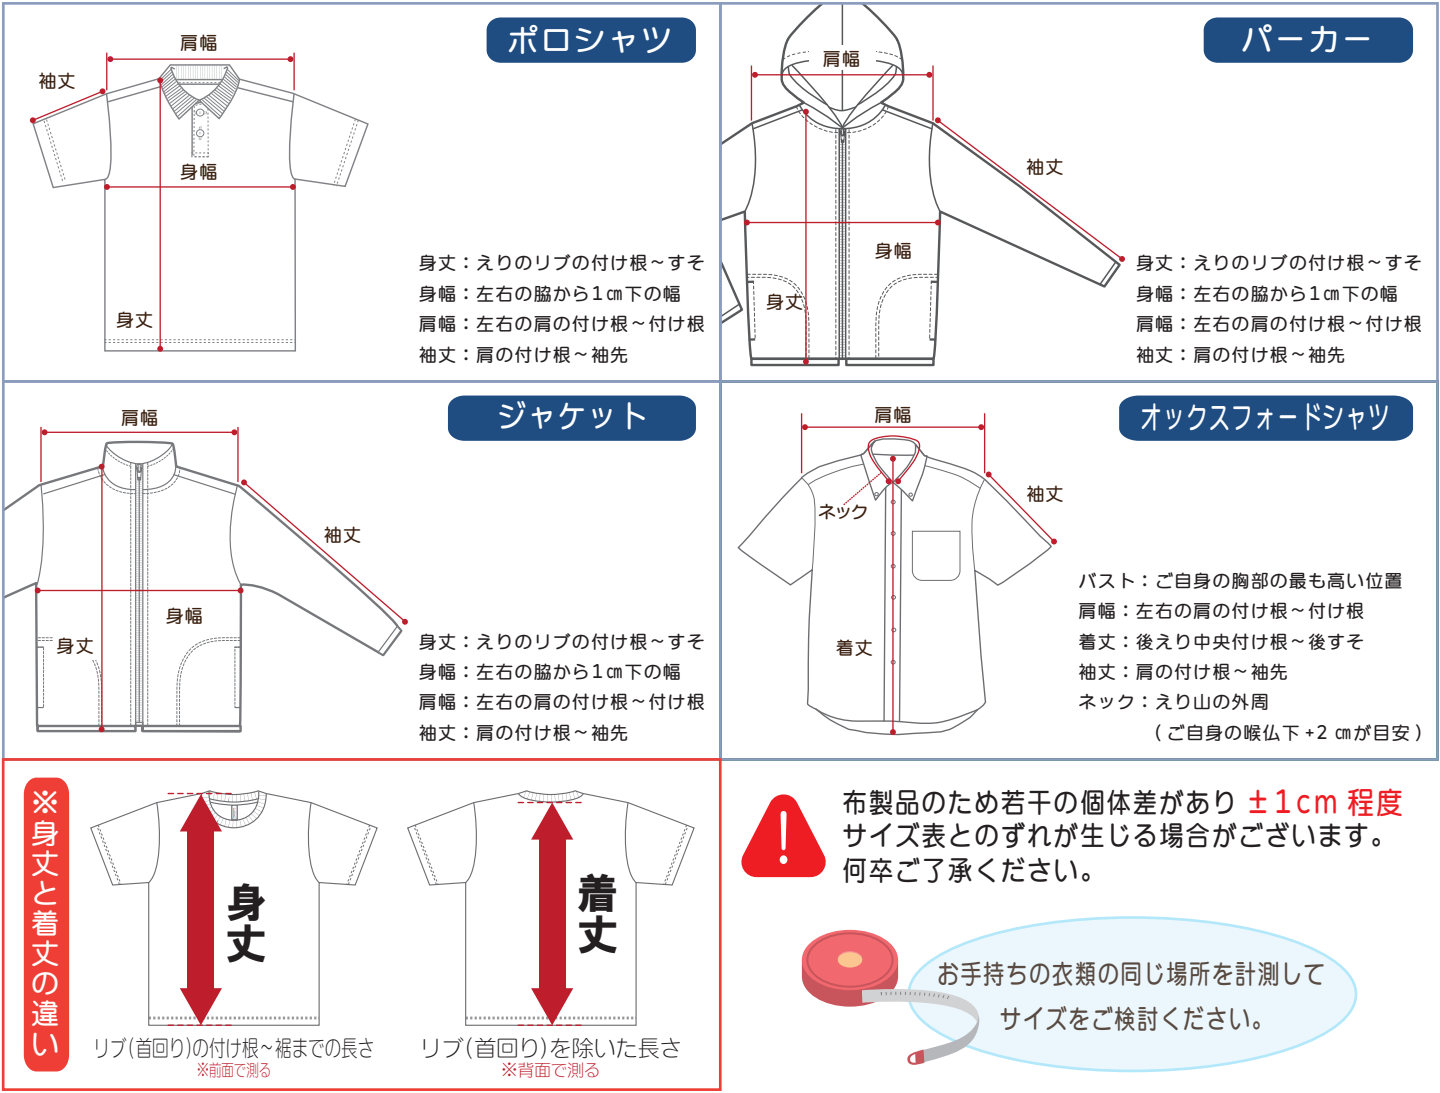 ポロシャツ
肩幅
袖丈
身幅
身丈
身丈：えりのリブの付け根～すそ
身幅：左右の脇から1㎝下の幅
肩幅：左右の肩の付け根～付け根
袖丈：肩の付け根～袖先
パーカー
肩幅
袖丈
身幅
身丈
身丈：えりのリブの付け根～すそ
身幅：左右の脇から1㎝下の幅
肩幅：左右の肩の付け根～付け根
袖丈：肩の付け根～袖先
ジャケット
肩幅
袖丈
身幅
身丈
身丈：えりのリブの付け根～すそ
身幅：左右の脇から1㎝下の幅
肩幅：左右の肩の付け根～付け根
袖丈：肩の付け根～袖先
オックスフォードシャツ
肩幅
袖丈
ネック
着丈
バスト：ご自身の胸部の最も高い位置
肩幅：左右の肩の付け根～付け根
着丈：後えり中央付け根～後すそ
袖丈：肩の付け根～袖先
ネック：えり山の外周
（ご自身の喉仏下+2㎝が目安）
※身丈と着丈の違い
身丈
リブ(首回り)の付け根～裾までの長さ
※前面で測る
着丈
リブ(首回り)を除いた長さ
※背面で測る
布製品のため若干の個体差があり ±1cm 程度
サイズ表とのずれが生じる場合がございます。
何卒ご了承ください。
お手持ちの衣類の同じ場所を計測して
サイズをご検討ください。